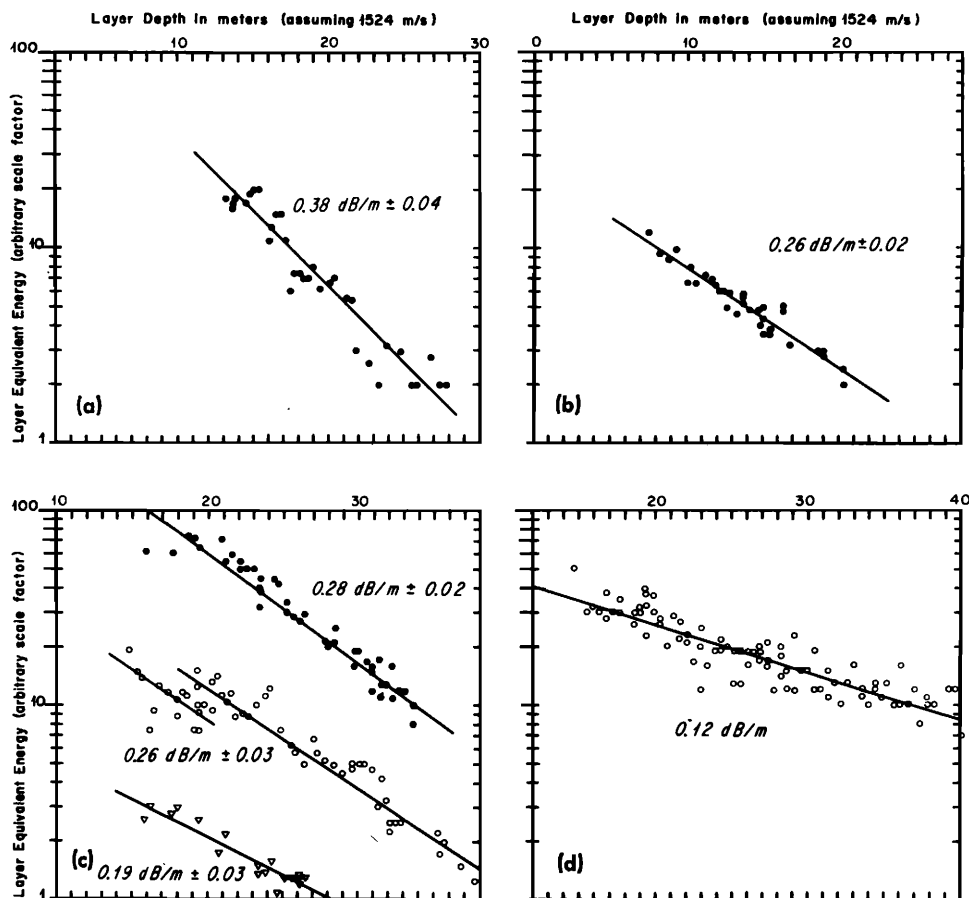 Layer Depth in meters (assuming 1524 m/s)
Layer Depth in meters (assuming 1524 m/s)
10 20 30
0 10 20
100
10
1
Layer Equivalent Energy (arbitrary scale factor)
0.38 dB/m ± 0.04
(a)
0.26 dB/m ± 0.02
(b)
10 20 30
20 30 40
100
10
1
Layer Equivalent Energy (arbitrary scale factor)
0.28 dB/m ± 0.02
0.26 dB/m ± 0.03
0.19 dB/m ± 0.03
(c)
0.12 dB/m
(d)